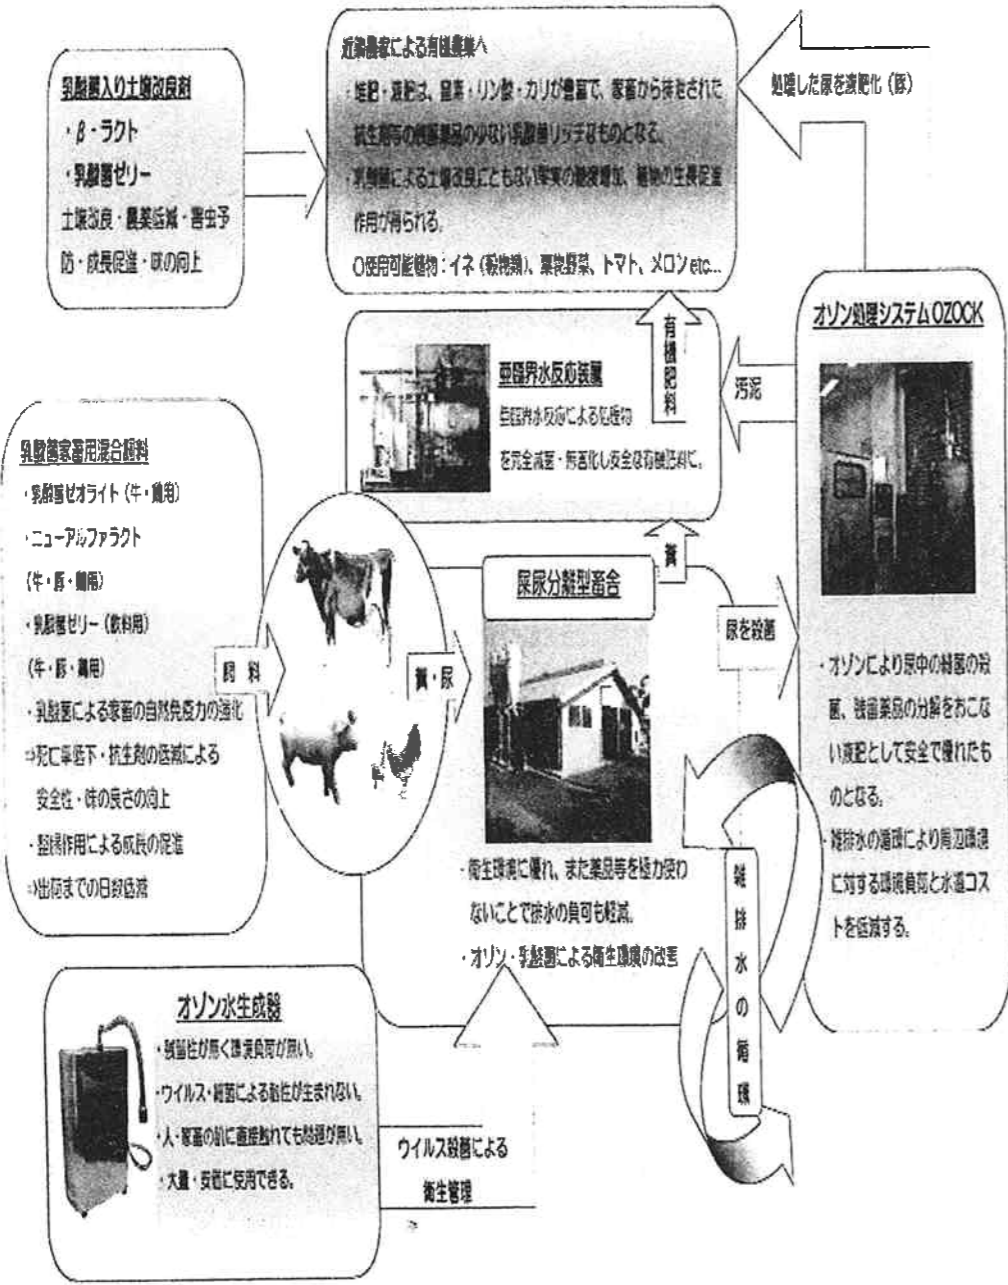 乳酸菌入り土壌改良剤
・β-ラクト
・乳酸菌ゼリー
土壌改良・農薬低減・害虫予
防・成長促進・味の向上
近隣農家による有機農業へ
・堆肥・液肥は、窒素・リン酸・カリが豊富で、家畜から排泄された
抗生剤等の残留薬品の少ない乳酸菌リッチなものとなる。
・乳酸菌による土壌改良にともない果実の糖度増加、植物の生長促進
作用が得られる。
○使用可能植物：イネ（穀物類）、葉物野菜、トマト、メロンetc...
処理した尿を液肥化（豚）
有機肥料
亜臨界水反応装置
亜臨界水反応による処理物
を完全滅菌・無害化し安全な有機肥料に。
汚泥
オゾン処理システムOZOCK
・オゾンにより尿中の細菌の殺
菌、残留薬品の分解をおこな
い液肥として安全で優れたも
のとなる。
・雑排水の循環により周辺環境
に対する環境負荷と水道コス
トを低減する。
乳酸菌家畜用混合飼料
・乳酸菌ゼオライト（牛・鶏用）
・ニューアルファラクト
（牛・豚・鶏用）
・乳酸菌ゼリー（飲料用）
（牛・豚・鶏用）
・乳酸菌による家畜の自然免疫力の強化
⇒死亡率低下・抗生剤の低減による
安全性・味の良さの向上
・整腸作用による成長の促進
⇒出荷までの日数低減
飼料
糞・尿
糞
尿を殺菌
屎尿分離型畜舎
・衛生環境に優れ、また薬品等を極力使わ
ないことで排水の負可も軽減。
・オゾン・乳酸菌による衛生環境の改善
雑排水の循環
オゾン水生成器
・残留性が無く環境負荷が無い。
・ウイルス・細菌による耐性が生まれない。
・人・家畜の肌に直接触れても問題が無い。
・大量・安価に使用できる。
ウイルス殺菌による
衛生管理